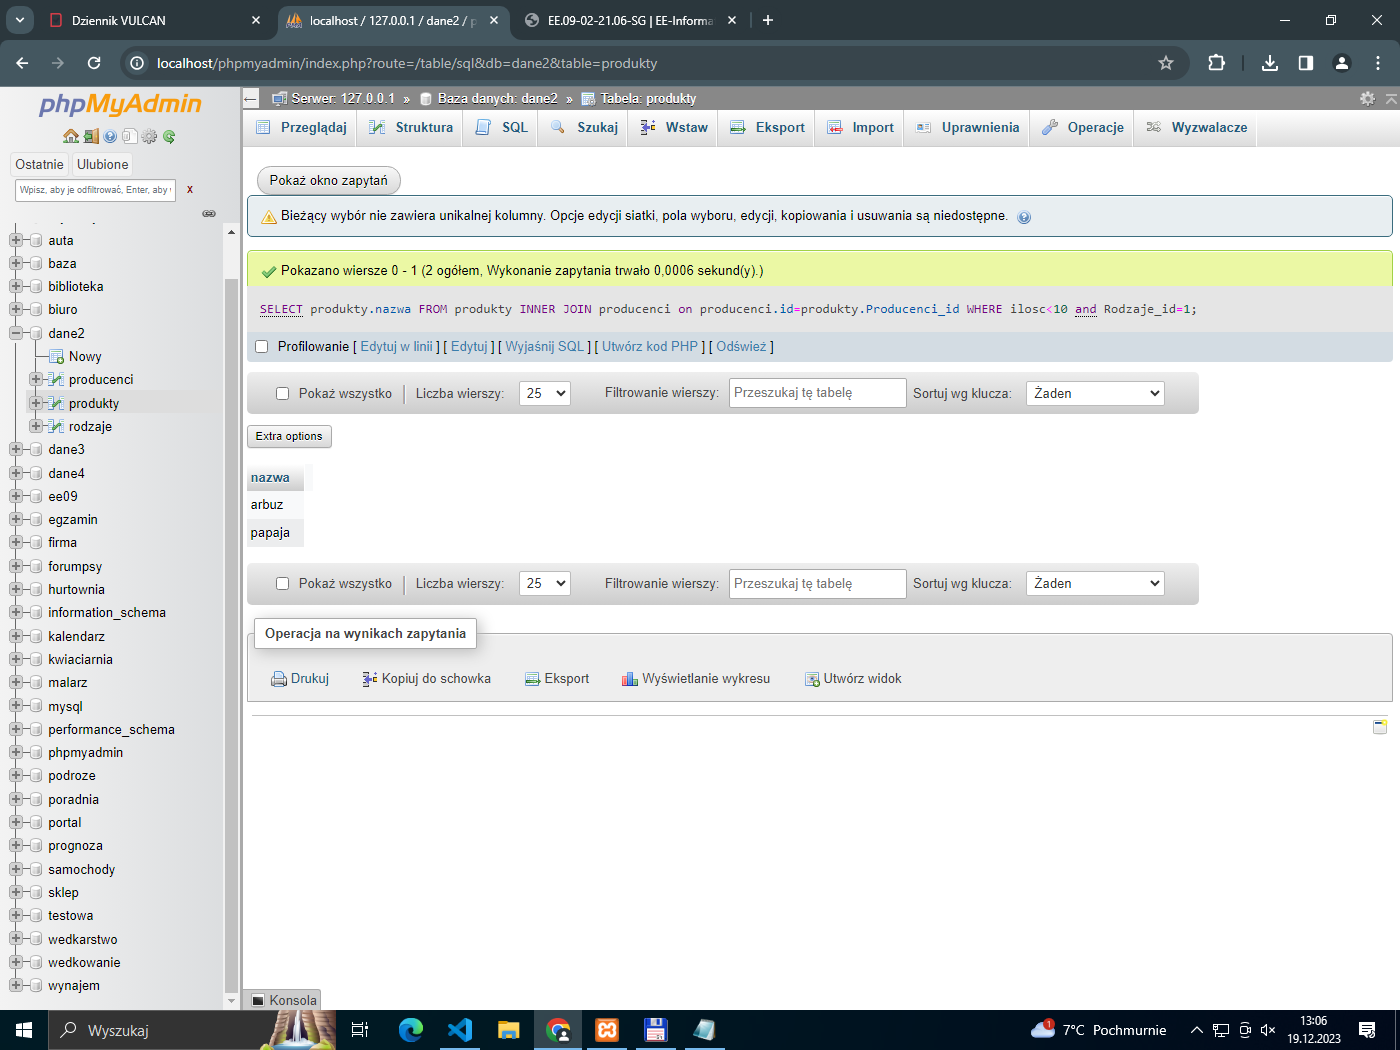 Dziennik VULCAN
localhost / 127.0.0.1 / dane2 / p
EE.09-02-21.06-SG | EE-Informa
localhost/phpmyadmin/index.php?route=/table/sql&db=dane2&table=produkty
phpMyAdmin
Ostatnie
Ulubione
Wpisz, aby je odfiltrować, Enter, aby
X
auta
baza
biblioteka
biuro
dane2
Nowy
producenci
produkty
rodzaje
dane3
dane4
ee09
egzamin
firma
forumpsy
hurtownia
information_schema
kalendarz
kwiaciarnia
malarz
mysql
performance_schema
phpmyadmin
podroze
poradnia
portal
prognoza
samochody
sklep
testowa
wedkarstwo
wedkowanie
wynajem
Serwer: 127.0.0.1 » Baza danych: dane2 » Tabela: produkty
Przeglądaj
Struktura
SQL
Szukaj
Wstaw
Eksport
Import
Uprawnienia
Operacje
Wyzwalacze
Pokaż okno zapytań
Bieżący wybór nie zawiera unikalnej kolumny. Opcje edycji siatki, pola wyboru, edycji, kopiowania i usuwania są niedostępne.
Pokazano wiersze 0 - 1 (2 ogółem, Wykonanie zapytania trwało 0,0006 sekund(y).)
SELECT produkty.nazwa FROM produkty INNER JOIN producenci on producenci.id=produkty.Producenci_id WHERE ilosc<10 and Rodzaje_id=1;
Profilowanie [ Edytuj w linii ] [ Edytuj ] [ Wyjaśnij SQL ] [ Utwórz kod PHP ] [ Odśwież ]
Pokaż wszystko | Liczba wierszy: 25 Filtrowanie wierszy: Przeszukaj tę tabelę Sortuj wg klucza: Żaden
Extra options
nazwa
arbuz
papaja
Pokaż wszystko | Liczba wierszy: 25 Filtrowanie wierszy: Przeszukaj tę tabelę Sortuj wg klucza: Żaden
Operacja na wynikach zapytania
Drukuj
Kopiuj do schowka
Eksport
Wyświetlanie wykresu
Utwórz widok
Konsola
Wyszukaj
1
7°C Pochmurnie
13:06
19.12.2023